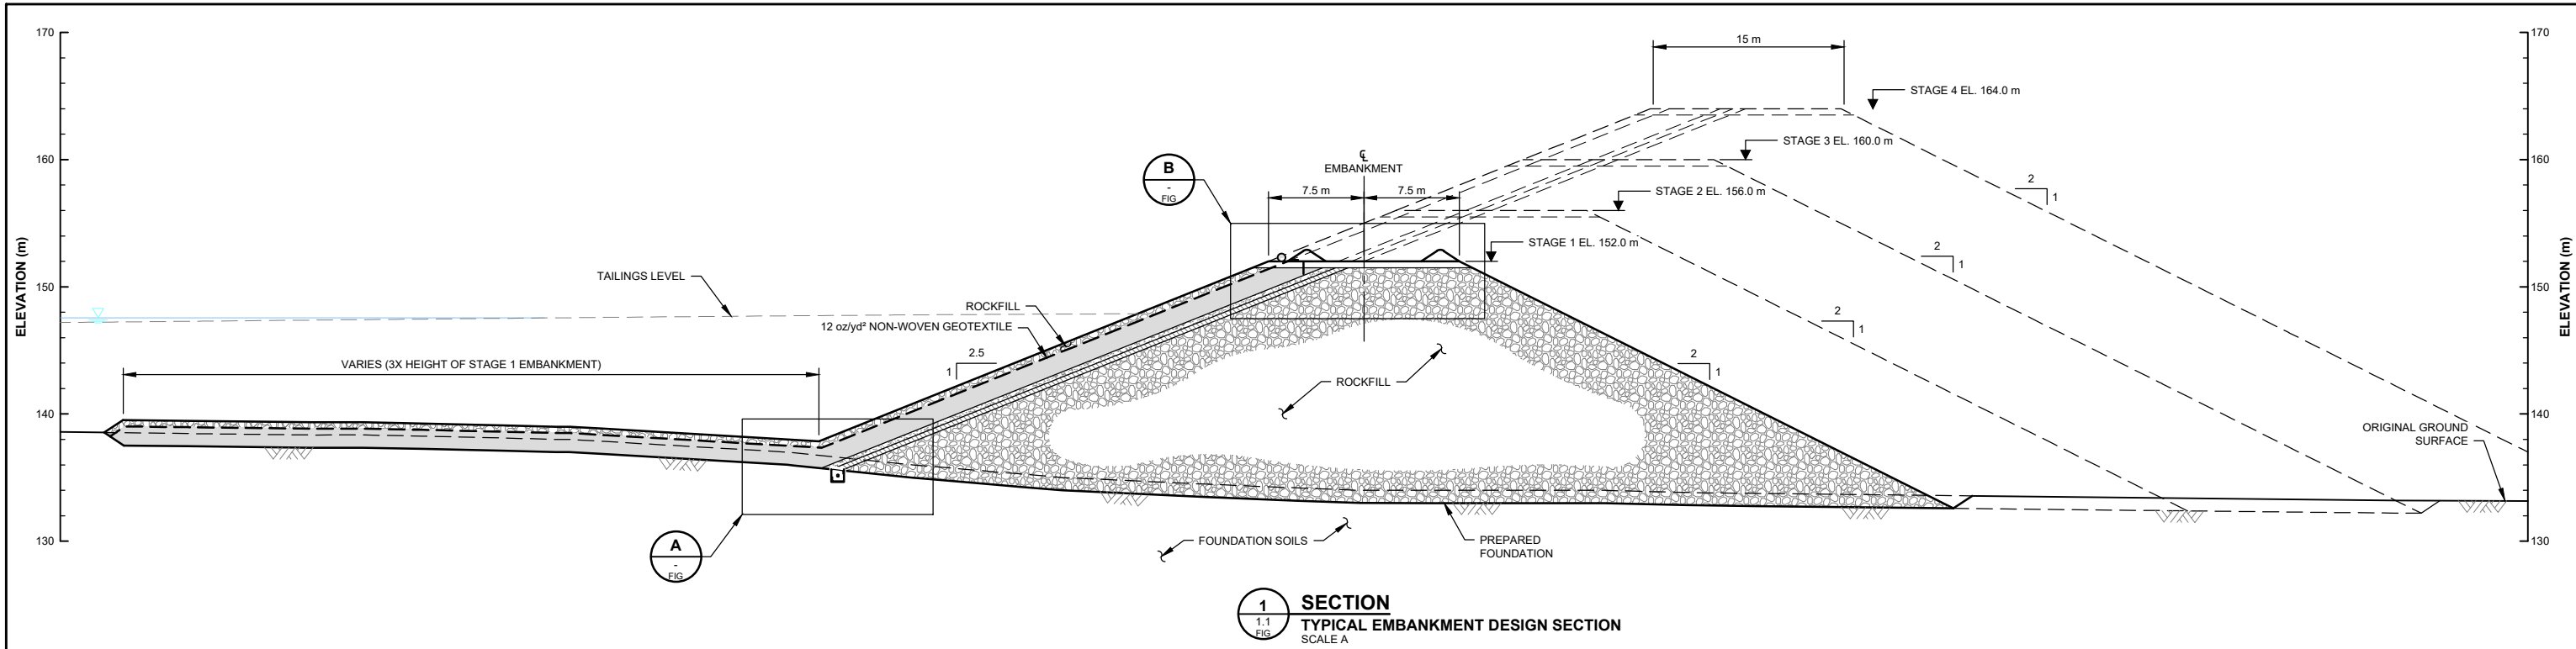 170
170
15 m
STAGE 4 EL. 164.0 m
STAGE 3 EL. 160.0 m
160
160
℄
EMBANKMENT
B
-
FIG
7.5 m
7.5 m
STAGE 2 EL. 156.0 m
2
1
STAGE 1 EL. 152.0 m
2
1
ELEVATION (m)
ELEVATION (m)
TAILINGS LEVEL
150
150
ROCKFILL
12 oz/yd² NON-WOVEN GEOTEXTILE
2
1
2.5
1
VARIES (3X HEIGHT OF STAGE 1 EMBANKMENT)
2
1
ROCKFILL
140
140
ORIGINAL GROUND
SURFACE
A
-
FIG
FOUNDATION SOILS
PREPARED
FOUNDATION
130
130
1
1.1
FIG
SECTION
TYPICAL EMBANKMENT DESIGN SECTION
SCALE A